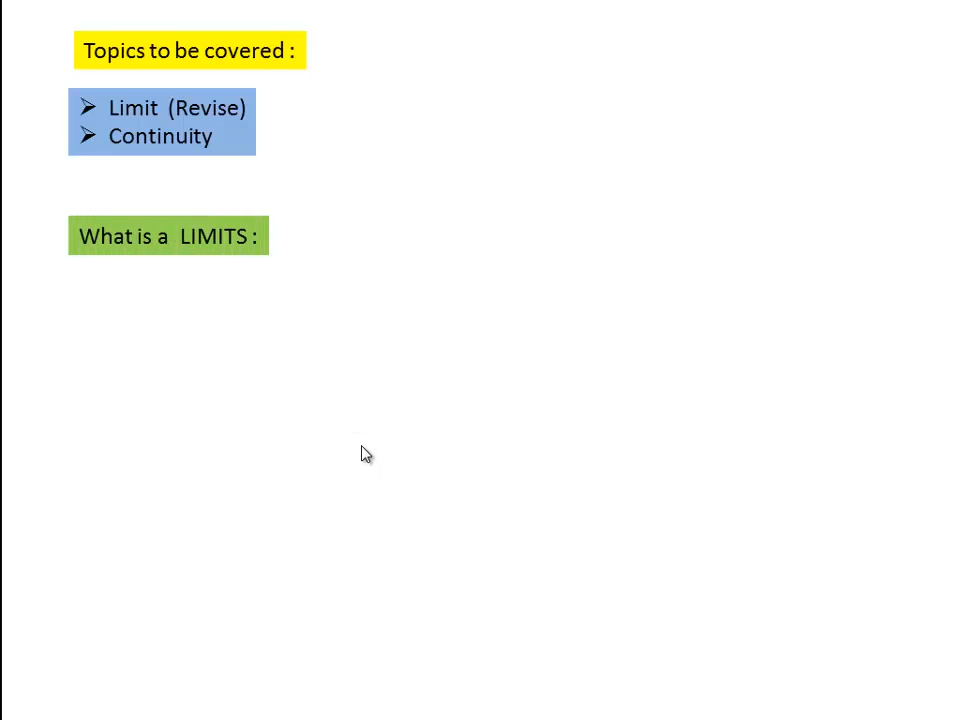 Topics to be covered :
➢ Limit (Revise)
➢ Continuity
What is a LIMITS :